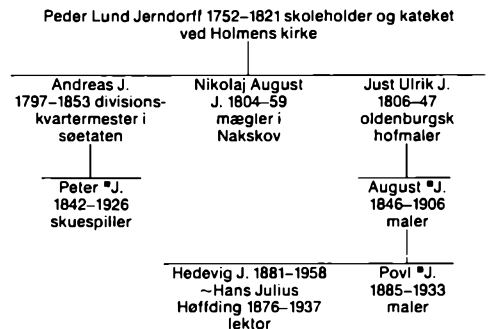 Peder Lund Jerndorff 1752–1821 skoleholder og kateket
ved Holmens kirke
Andreas J.
1797–1853 divisions-
kvartermester i
søetaten
Nikolaj August
J. 1804–59
mægler i
Nakskov
Just Ulrik J.
1806–47
oldenburgsk
hofmaler
Peter ■J.
1842–1926
skuespiller
August ■J.
1846–1906
maler
Hedevig J. 1881–1958
~Hans Julius
Høffding 1876–1937
lektor
Povl ■J.
1885–1933
maler